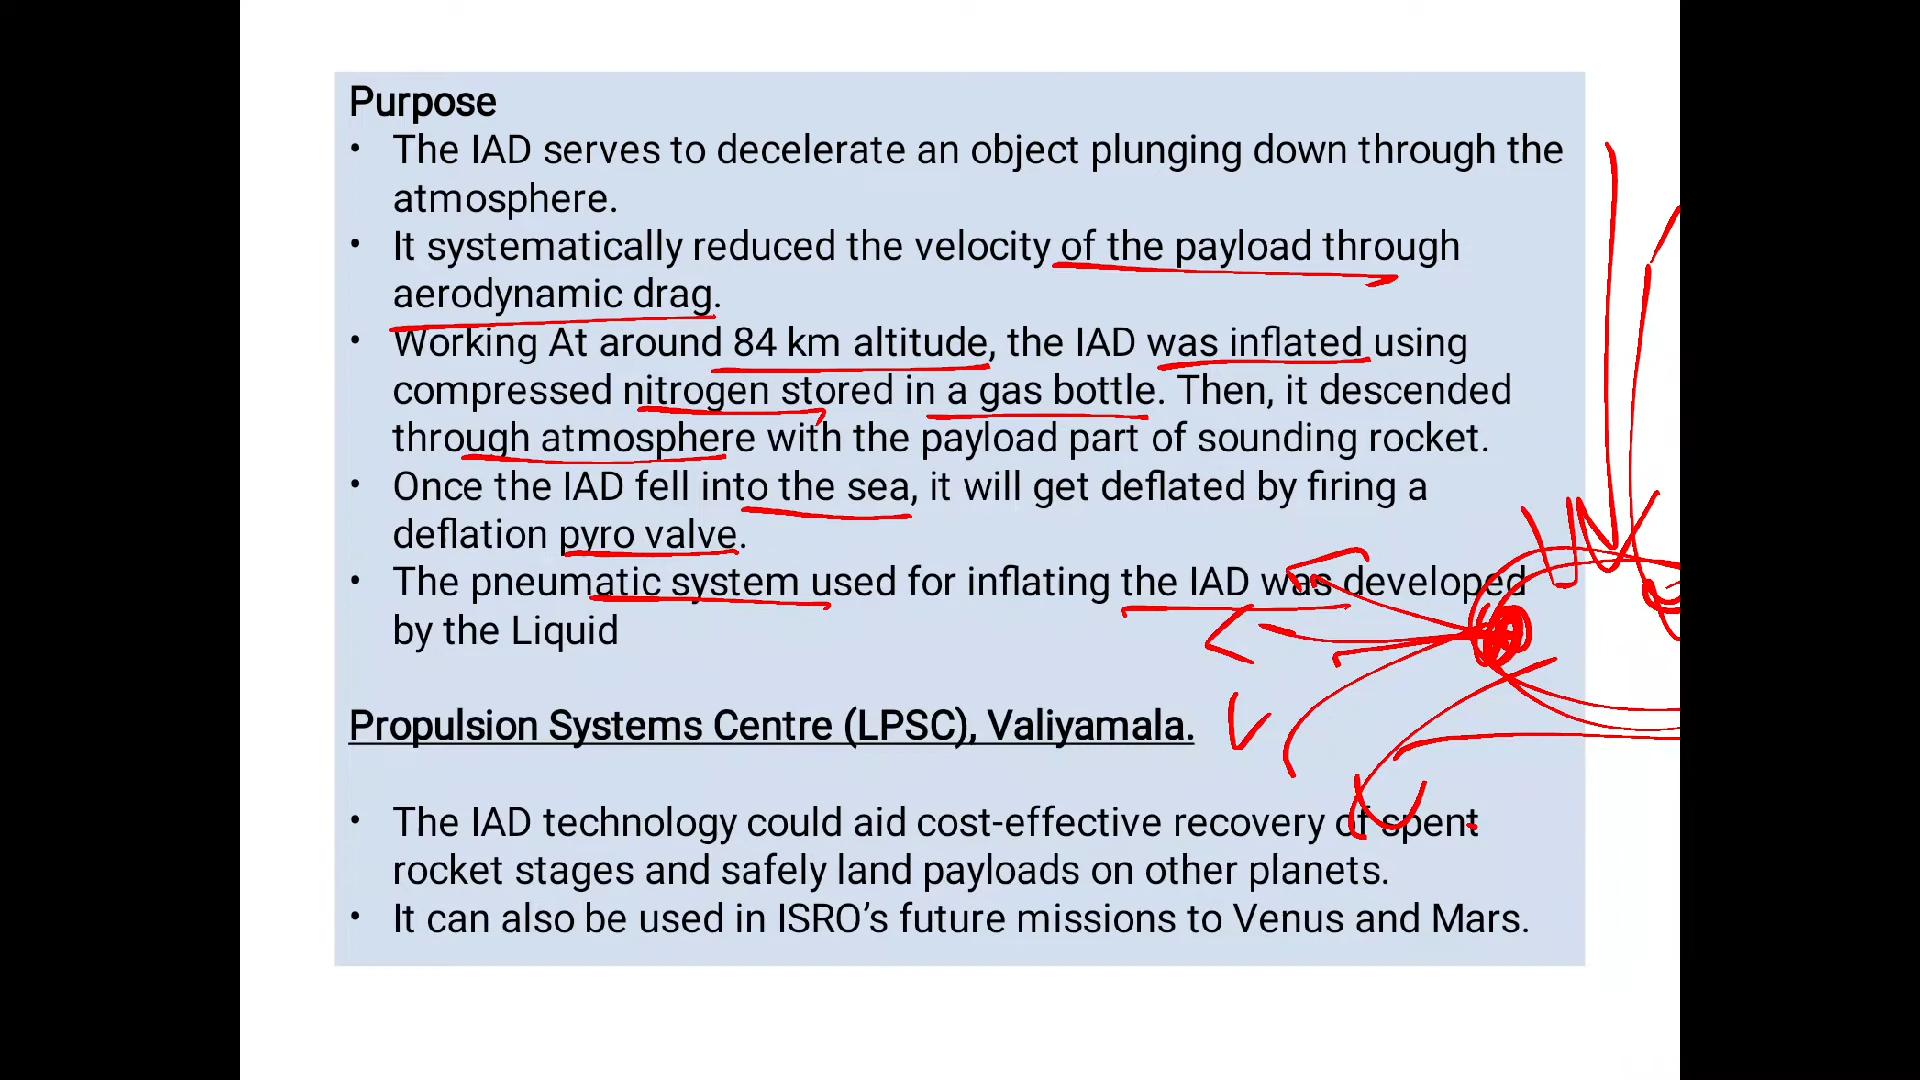 Purpose
• The IAD serves to decelerate an object plunging down through the
atmosphere.
• It systematically reduced the velocity of the payload through
aerodynamic drag.
• Working At around 84 km altitude, the IAD was inflated using
compressed nitrogen stored in a gas bottle. Then, it descended
through atmosphere with the payload part of sounding rocket.
• Once the IAD fell into the sea, it will get deflated by firing a
deflation pyro valve.
• The pneumatic system used for inflating the IAD was developed
by the Liquid
Propulsion Systems Centre (LPSC), Valiyamala.
• The IAD technology could aid cost-effective recovery of spent
rocket stages and safely land payloads on other planets.
• It can also be used in ISRO’s future missions to Venus and Mars.